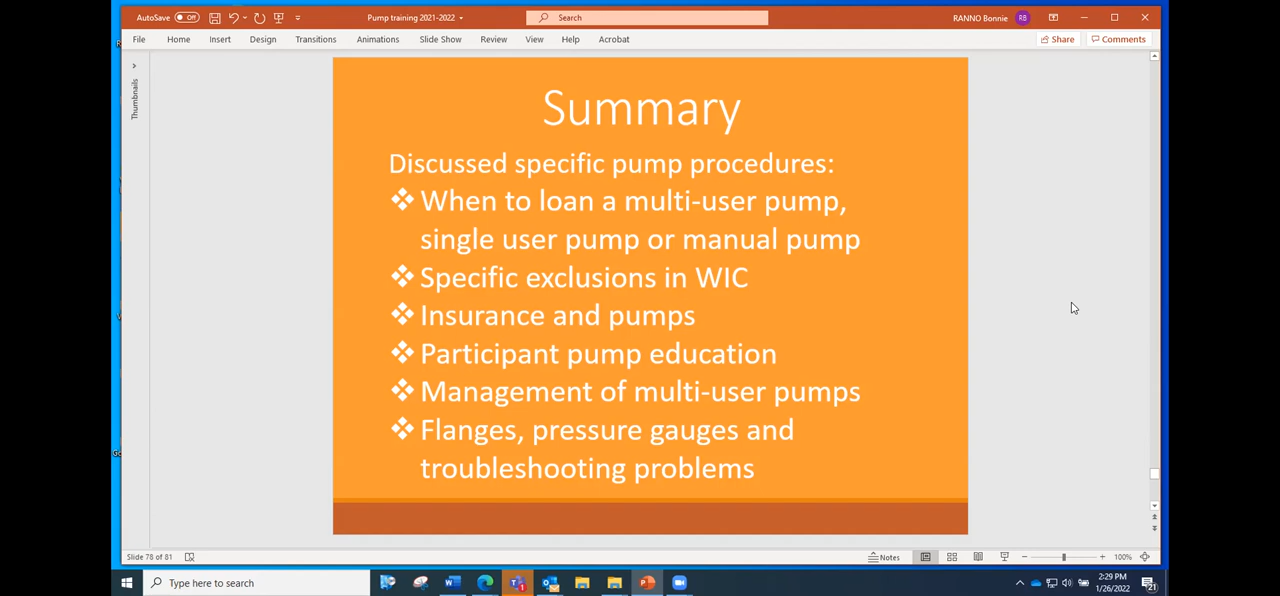 AutoSave Off
Pump training 2021-2022
Search
RANNO Bonnie
RB
File Home Insert Design Transitions Animations Slide Show Review View Help Acrobat
Share Comments
Thumbnails
Summary
Discussed specific pump procedures:
❖ When to loan a multi-user pump,
single user pump or manual pump
❖ Specific exclusions in WIC
❖ Insurance and pumps
❖ Participant pump education
❖ Management of multi-user pumps
❖ Flanges, pressure gauges and
troubleshooting problems
Slide 78 of 81
Notes
100%
Type here to search
2:29 PM
1/26/2022
21